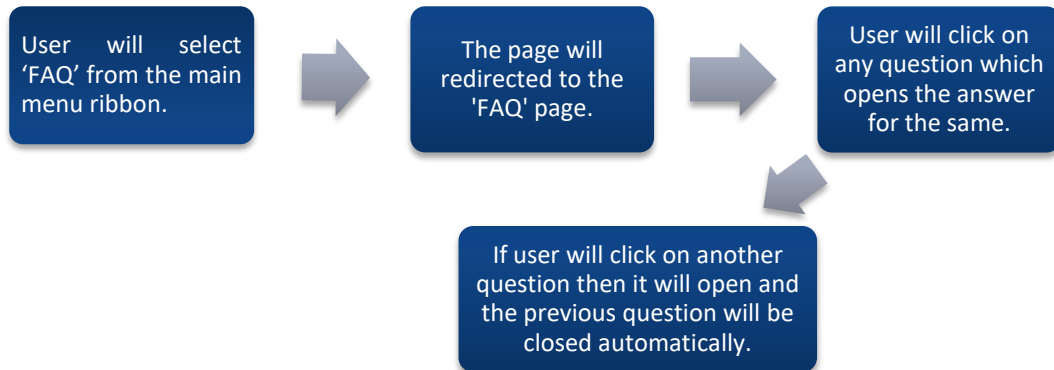 User will select
‘FAQ’ from the main
menu ribbon.
The page will
redirected to the
'FAQ' page.
User will click on
any question which
opens the answer
for the same.
If user will click on another
question then it will open and
the previous question will be
closed automatically.